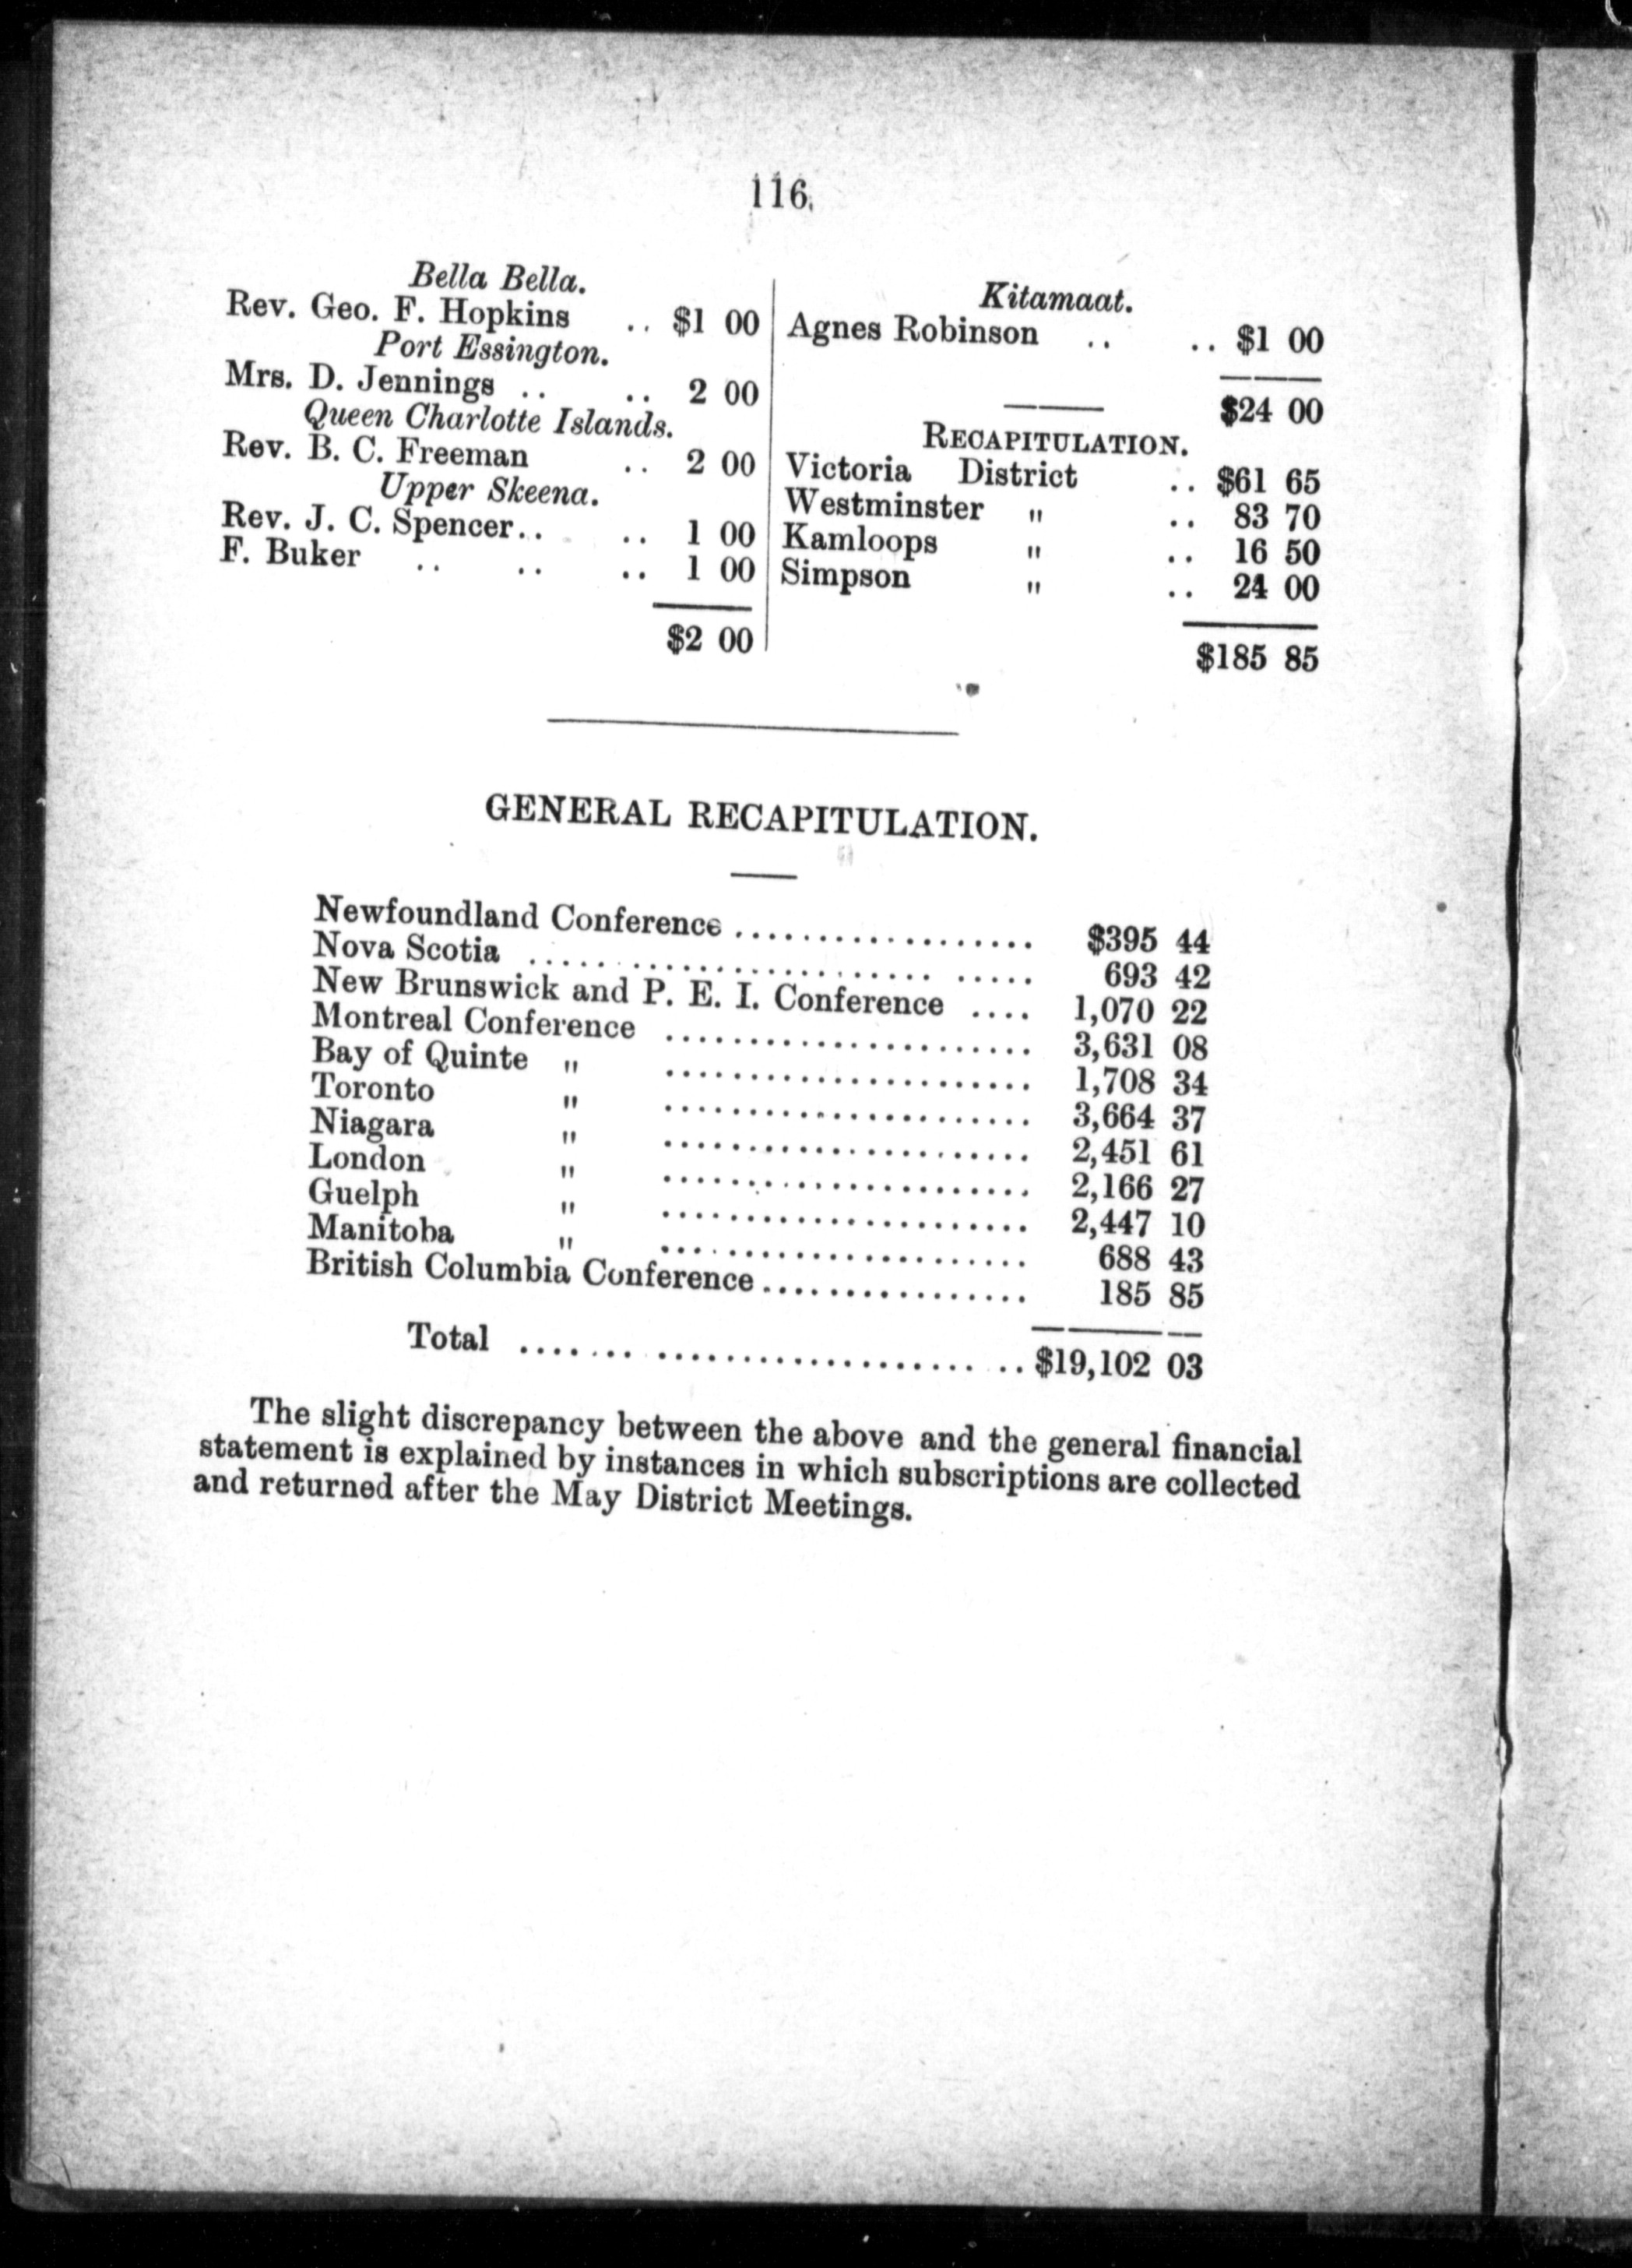 116.
Bella Bella.
Rev. Geo. F. Hopkins .. $1 00
Port Essington.
Mrs. D. Jennings .. .. 2 00
Queen Charlotte Islands.
Rev. B. C. Freeman .. 2 00
Upper Skeena.
Rev. J. C. Spencer.. .. 1 00
F. Buker .. .. .. 1 00
$2 00
Kitamaat.
Agnes Robinson .. .. $1 00
$24 00
RECAPITULATION.
Victoria District .. $61 65
Westminster " .. 83 70
Kamloops " .. 16 50
Simpson " .. 24 00
$185 85
GENERAL RECAPITULATION.
Newfoundland Conference .................. $395 44
Nova Scotia .............................. 693 42
New Brunswick and P. E. I. Conference .... 1,070 22
Montreal Conference ...................... 3,631 08
Bay of Quinte " ...................... 1,708 34
Toronto " ...................... 3,664 37
Niagara " ...................... 2,451 61
London " ...................... 2,166 27
Guelph " ...................... 2,447 10
Manitoba " ...................... 688 43
British Columbia Conference ................ 185 85
Total .................................. $19,102 03
The slight discrepancy between the above and the general financial
statement is explained by instances in which subscriptions are collected
and returned after the May District Meetings.